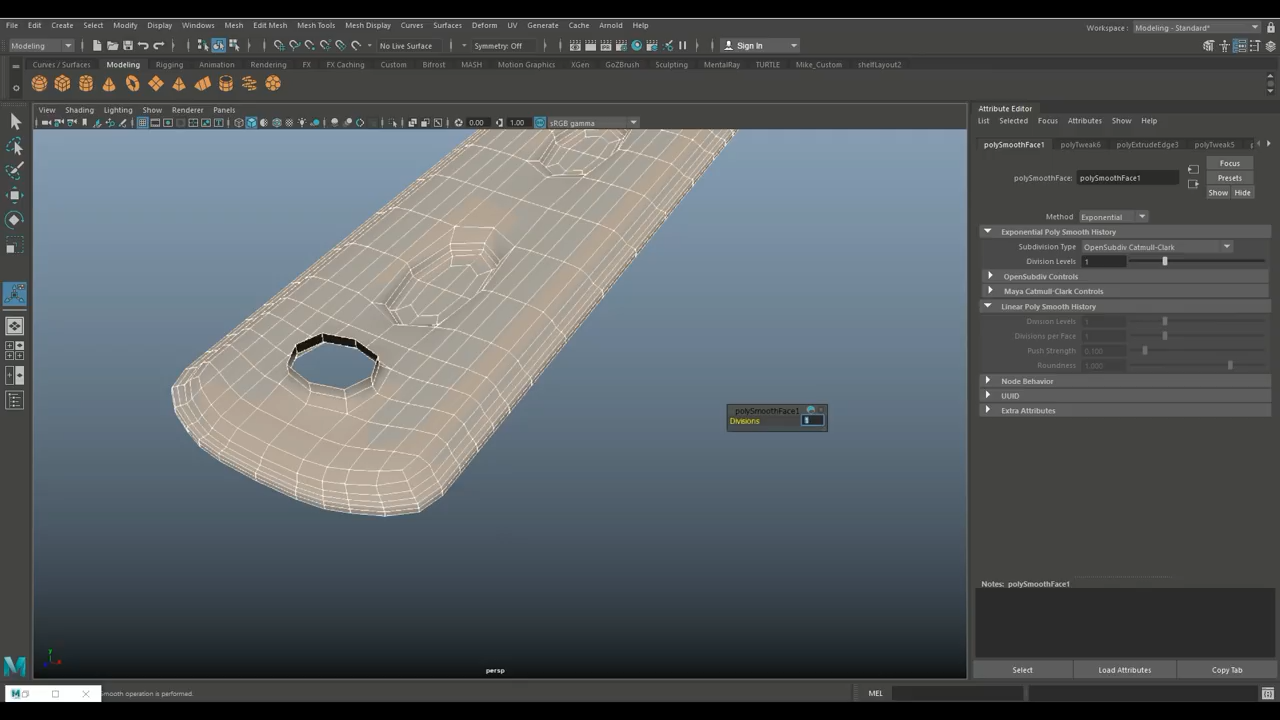 File Edit Create Select Modify Display Windows Mesh Edit Mesh Mesh Tools Mesh Display Curves Surfaces Deform UV Generate Cache Arnold Help
Workspace : Modeling - Standard*
Modeling No Live Surface Symmetry: Off Sign In
Curves / Surfaces Modeling Rigging Animation Rendering FX FX Caching Custom Bifrost MASH Motion Graphics XGen GoZBrush Sculpting MentalRay TURTLE Mike_Custom shelfLayout2
View Shading Lighting Show Renderer Panels
0.00 1.00 sRGB gamma
Attribute Editor
List Selected Focus Attributes Show Help
polySmoothFace1 polyTweak6 polyExtrudeEdge3 polyTweak5
Focus
polySmoothFace: polySmoothFace1 Presets
Show Hide
Method Exponential
Exponential Poly Smooth History
Subdivision Type OpenSubdiv Catmull-Clark
Division Levels 1
OpenSubdiv Controls
Maya Catmull-Clark Controls
Linear Poly Smooth History
Division Levels 1
Divisions per Face 1
Push Strength 0.100
Roundness 1.000
Node Behavior
UUID
Extra Attributes
polySmoothFace1
Divisions
Notes: polySmoothFace1
persp
Select Load Attributes Copy Tab
Smooth operation is performed. MEL